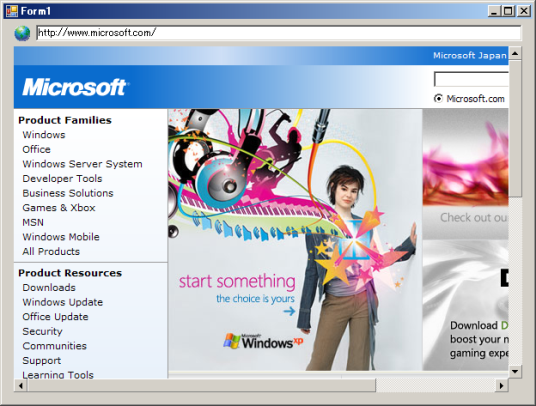 Form1
http://www.microsoft.com/
Microsoft Japan
Microsoft
Microsoft.com
Product Families
Windows
Office
Windows Server System
Developer Tools
Business Solutions
Games & Xbox
MSN
Windows Mobile
All Products
Product Resources
Downloads
Windows Update
Office Update
Security
Communities
Support
Learning Tools
start something
the choice is yours
Microsoft
Windows xp
Check out ou
Download D
boost your n
gaming expe